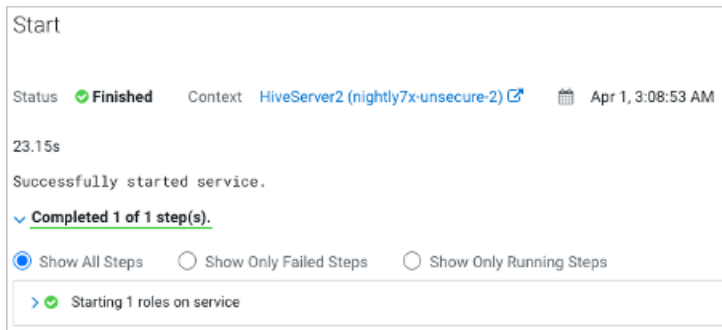 Start
Status Finished Context HiveServer2 (nightly7x-unsecure-2) Apr 1, 3:08:53 AM
23.15s
Successfully started service.
Completed 1 of 1 step(s).
Show All Steps Show Only Failed Steps Show Only Running Steps
Starting 1 roles on service